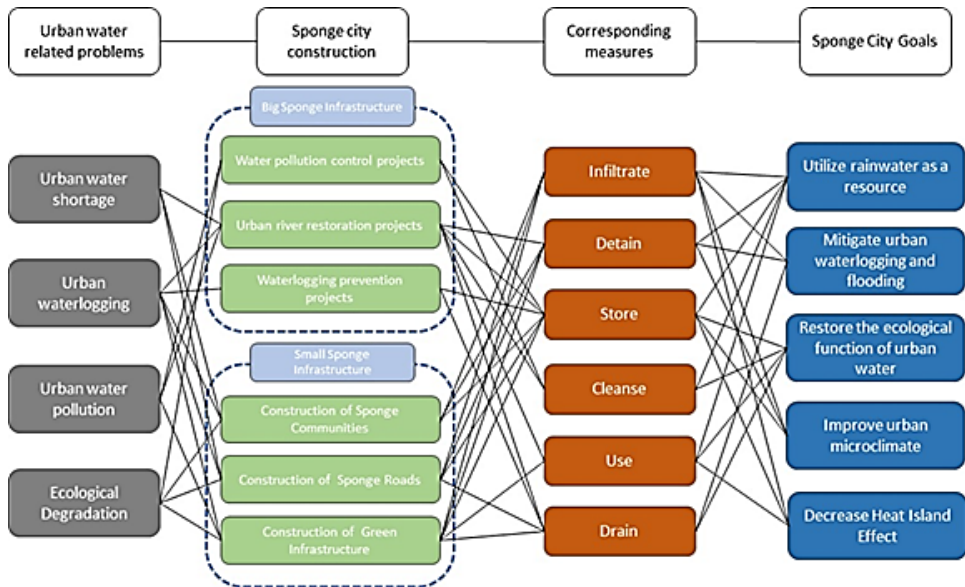 Urban water
related problems
Sponge city
construction
Corresponding
measures
Sponge City Goals
Big Sponge Infrastructure
Water pollution control projects
Urban river restoration projects
Waterlogging prevention
projects
Small Sponge
Infrastructure
Construction of Sponge
Communities
Construction of Sponge Roads
Construction of Green
Infrastructure
Urban water
shortage
Urban
waterlogging
Urban water
pollution
Ecological
Degradation
Infiltrate
Detain
Store
Cleanse
Use
Drain
Utilize rainwater as a
resource
Mitigate urban
waterlogging and
flooding
Restore the ecological
function of urban
water
Improve urban
microclimate
Decrease Heat Island
Effect